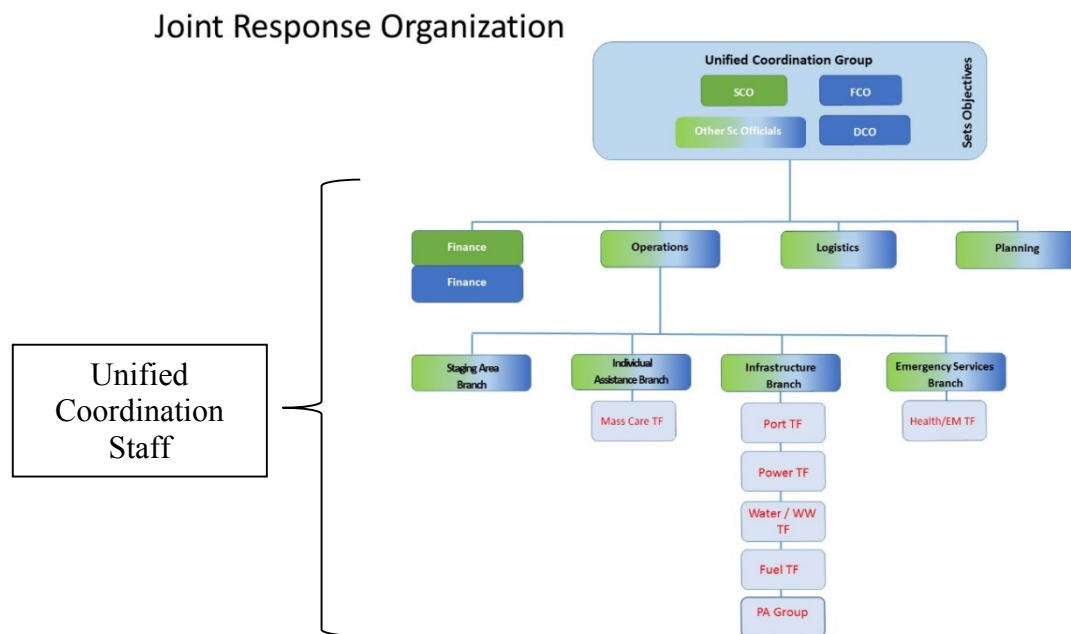 Joint Response Organization
Unified Coordination Group
SCO
FCO
Other Sc Officials
DCO
Sets Objectives
Finance
Operations
Logistics
Planning
Finance
Unified
Coordination
Staff
Staging Area
Branch
Individual
Assistance Branch
Infrastructure
Branch
Emergency Services
Branch
Mass Care TF
Port TF
Health/EM TF
Power TF
Water / WW
TF
Fuel TF
PA Group